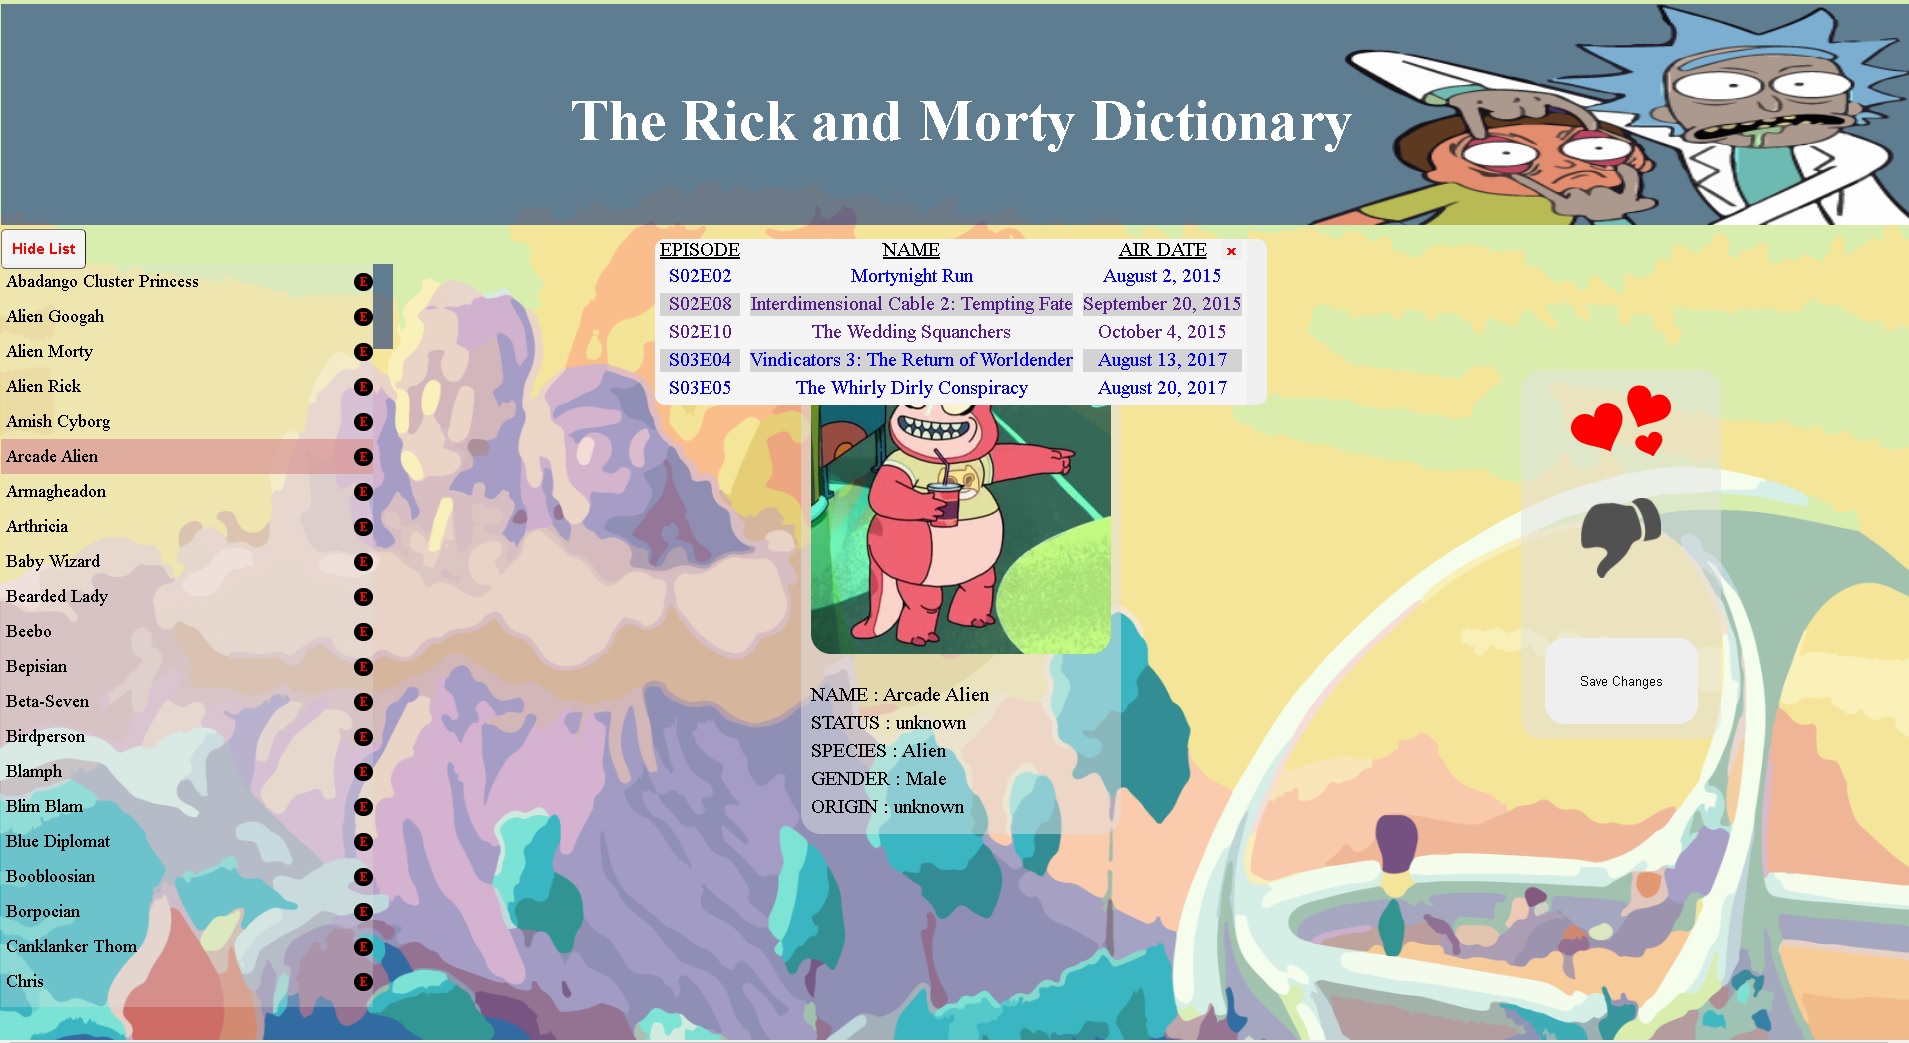 The Rick and Morty Dictionary
Hide List
Abadango Cluster Princess E
Alien Googah E
Alien Morty E
Alien Rick E
Amish Cyborg E
Arcade Alien E
Armagheadon E
Arthricia E
Baby Wizard E
Bearded Lady E
Beebo E
Bepisian E
Beta-Seven E
Birdperson E
Blamph E
Blim Blam E
Blue Diplomat E
Boobloosian E
Borpocian E
Canklanker Thom E
Chris E
EPISODE NAME AIR DATE x
S02E02 Mortynight Run August 2, 2015
S02E08 Interdimensional Cable 2: Tempting Fate September 20, 2015
S02E10 The Wedding Squanchers October 4, 2015
S03E04 Vindicators 3: The Return of Worldender August 13, 2017
S03E05 The Whirly Dirly Conspiracy August 20, 2017
NAME : Arcade Alien
STATUS : unknown
SPECIES : Alien
GENDER : Male
ORIGIN : unknown
Save Changes